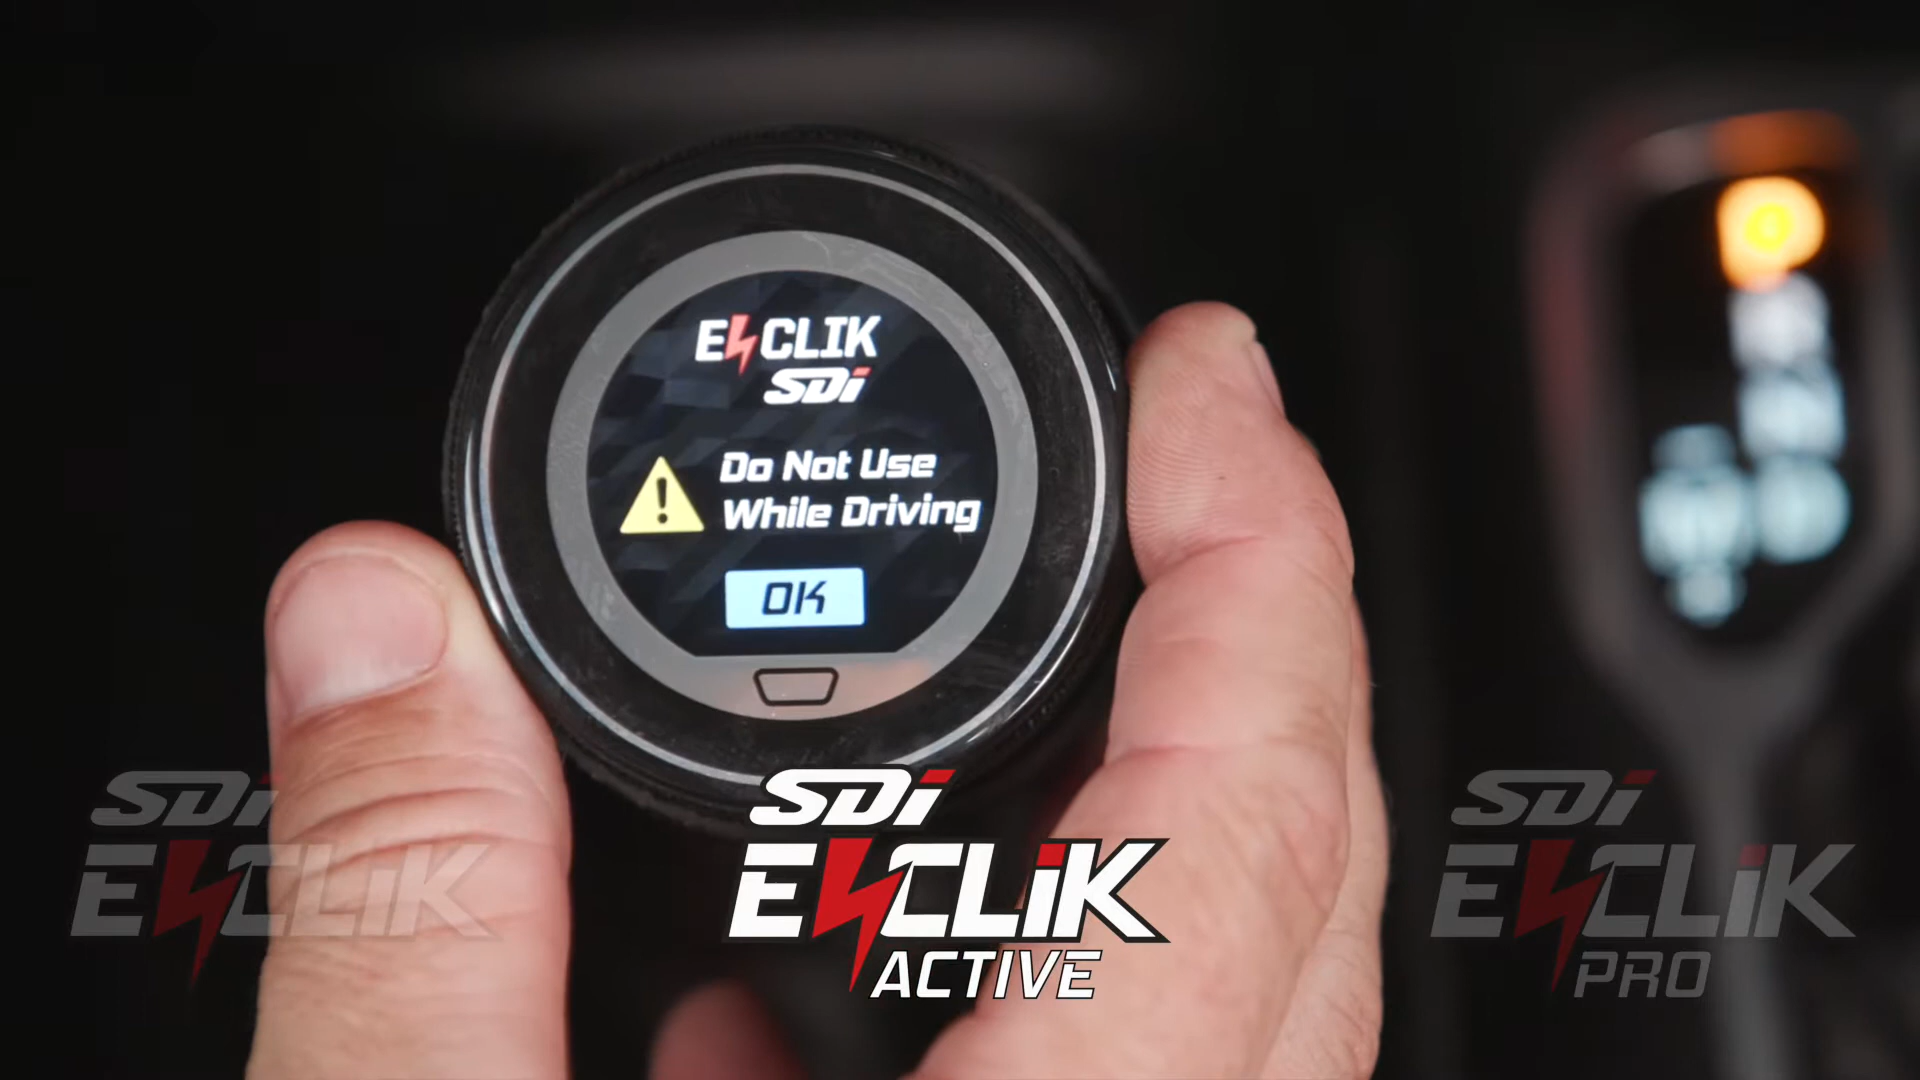 E CLIK
SDi
Do Not Use
While Driving
OK
SDi
E CLiK
SDi
E CLiK
ACTIVE
SDi
E CLiK
PRO